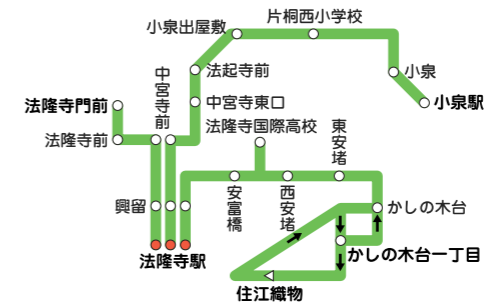 片桐西小学校
小泉出屋敷
法起寺前
小泉
中宮寺前
法隆寺門前
中宮寺東口
小泉駅
法隆寺国際高校
東安堵
法隆寺前
興留
安富橋
西安堵
かしの木台
法隆寺駅
かしの木台一丁目
住江織物